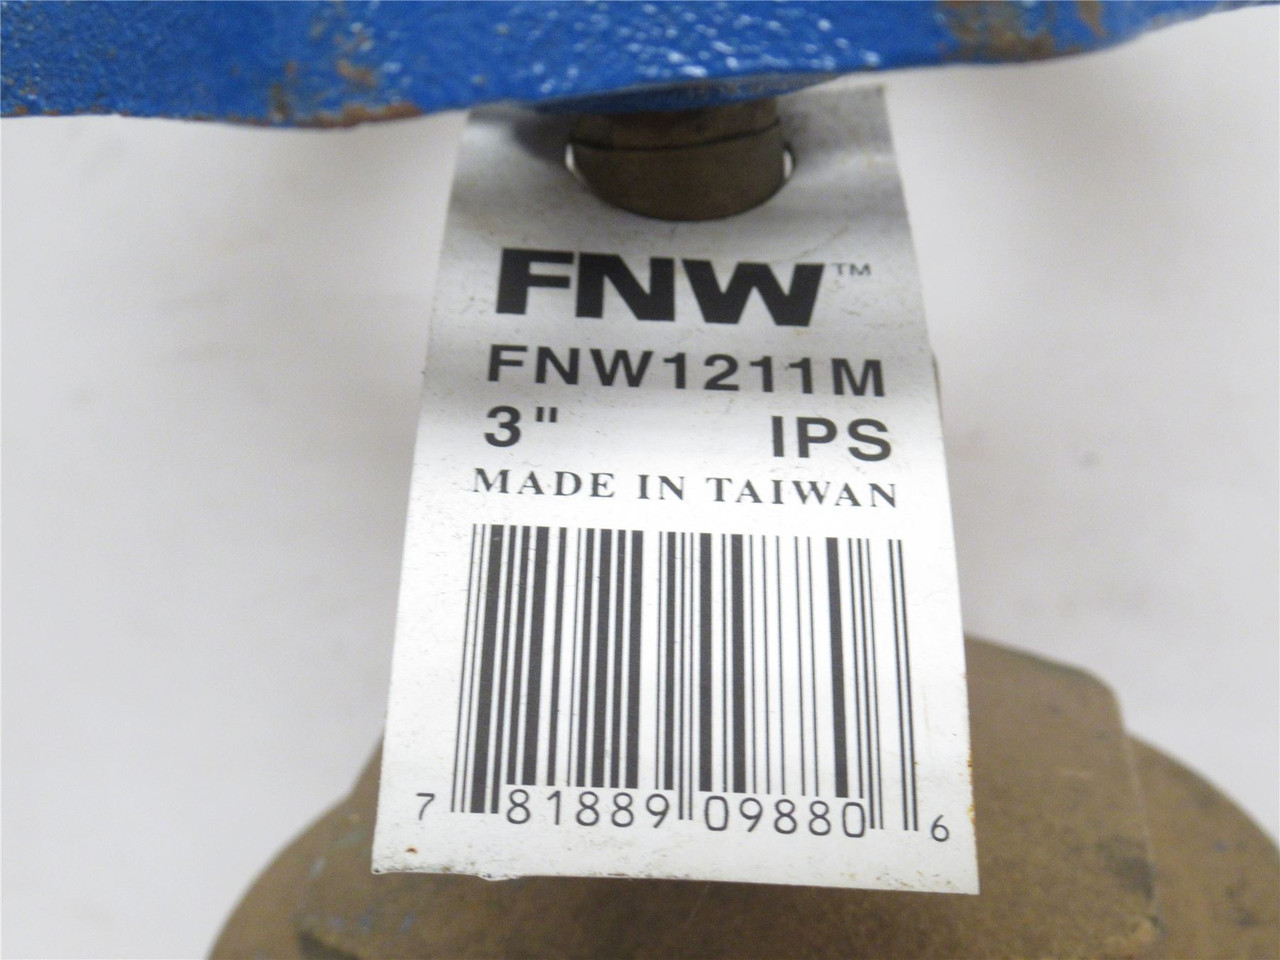 FNW™
FNW1211M
3" IPS
MADE IN TAIWAN
7 81889 09880 6